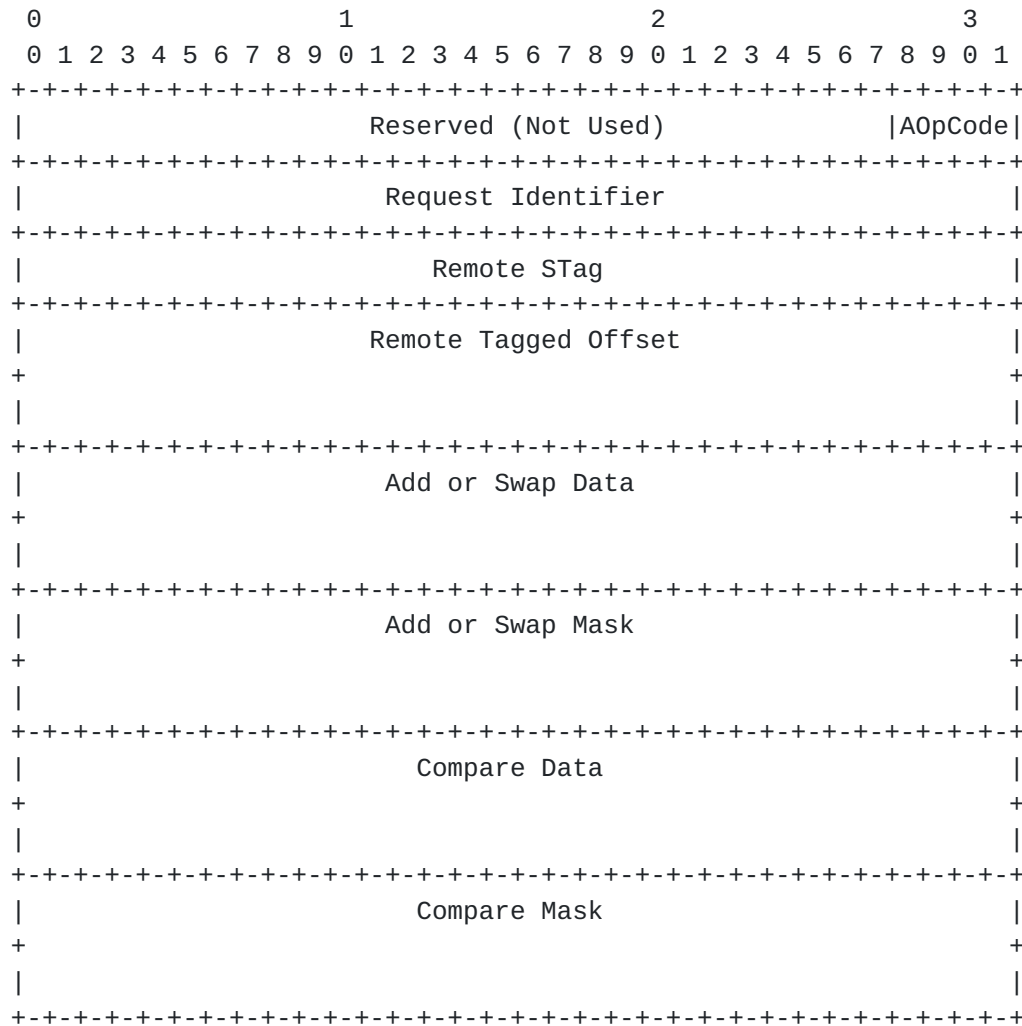 0                   1                   2                   3
 0 1 2 3 4 5 6 7 8 9 0 1 2 3 4 5 6 7 8 9 0 1 2 3 4 5 6 7 8 9 0 1
+-+-+-+-+-+-+-+-+-+-+-+-+-+-+-+-+-+-+-+-+-+-+-+-+-+-+-+-+-+-+-+-+
|                      Reserved (Not Used)              |AOpCode|
+-+-+-+-+-+-+-+-+-+-+-+-+-+-+-+-+-+-+-+-+-+-+-+-+-+-+-+-+-+-+-+-+
|                       Request Identifier                      |
+-+-+-+-+-+-+-+-+-+-+-+-+-+-+-+-+-+-+-+-+-+-+-+-+-+-+-+-+-+-+-+-+
|                          Remote STag                          |
+-+-+-+-+-+-+-+-+-+-+-+-+-+-+-+-+-+-+-+-+-+-+-+-+-+-+-+-+-+-+-+-+
|                      Remote Tagged Offset                     |
+                                                               +
|                                                               |
+-+-+-+-+-+-+-+-+-+-+-+-+-+-+-+-+-+-+-+-+-+-+-+-+-+-+-+-+-+-+-+-+
|                       Add or Swap Data                        |
+                                                               +
|                                                               |
+-+-+-+-+-+-+-+-+-+-+-+-+-+-+-+-+-+-+-+-+-+-+-+-+-+-+-+-+-+-+-+-+
|                       Add or Swap Mask                        |
+                                                               +
|                                                               |
+-+-+-+-+-+-+-+-+-+-+-+-+-+-+-+-+-+-+-+-+-+-+-+-+-+-+-+-+-+-+-+-+
|                         Compare Data                          |
+                                                               +
|                                                               |
+-+-+-+-+-+-+-+-+-+-+-+-+-+-+-+-+-+-+-+-+-+-+-+-+-+-+-+-+-+-+-+-+
|                         Compare Mask                          |
+                                                               +
|                                                               |
+-+-+-+-+-+-+-+-+-+-+-+-+-+-+-+-+-+-+-+-+-+-+-+-+-+-+-+-+-+-+-+-+